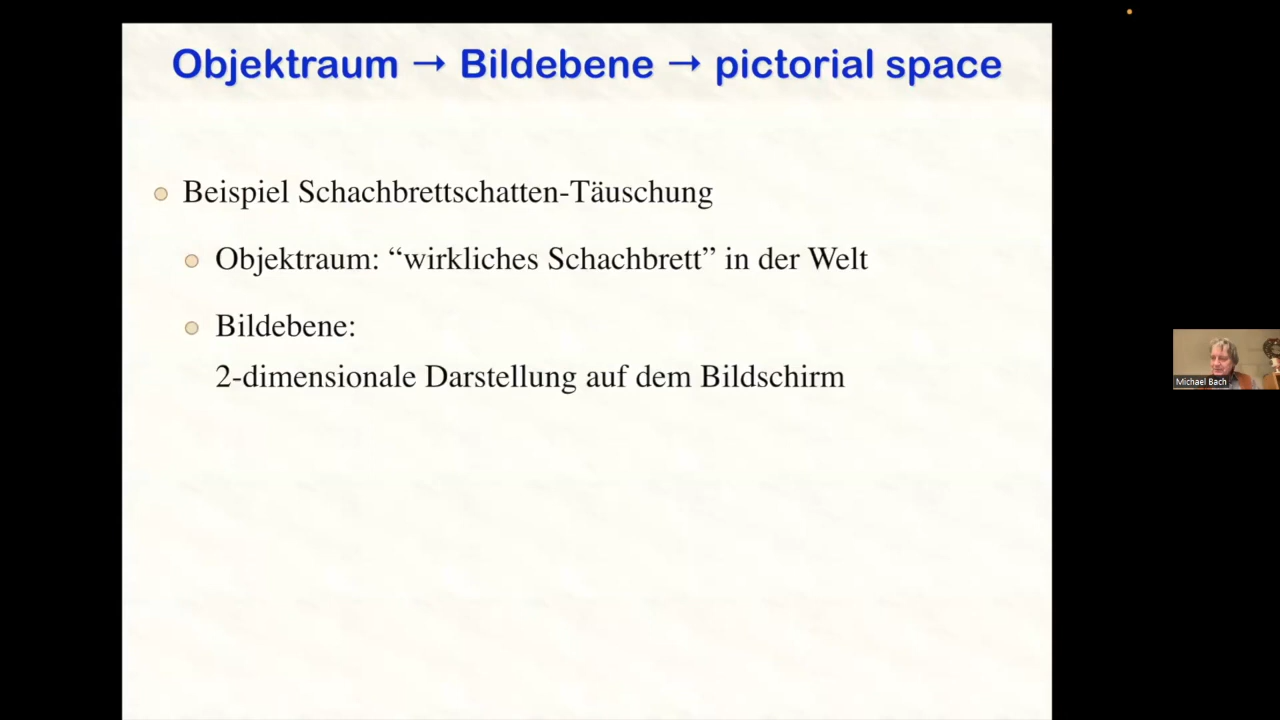 Objektraum → Bildebene → pictorial space
Beispiel Schachbrettschatten-Täuschung
Objektraum: “wirkliches Schachbrett” in der Welt
Bildebene:
2-dimensionale Darstellung auf dem Bildschirm
Michael Bach